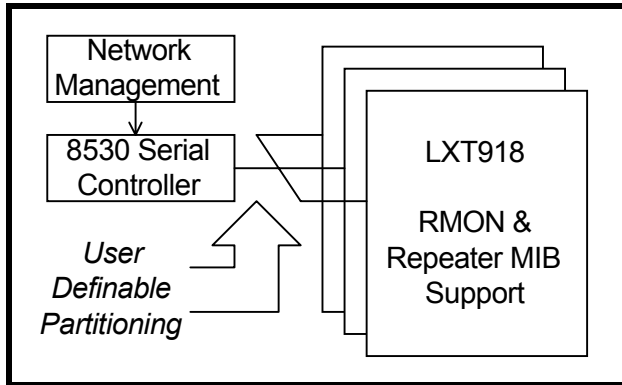 Network
Management
8530 Serial
Controller
User
Definable
Partitioning
LXT918
RMON &
Repeater MIB
Support